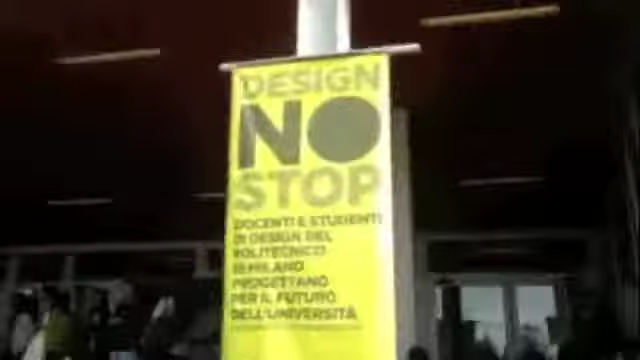 DESIGN
NO
STOP
DOCENTI E STUDENTI
DI DESIGN DEL
POLITECNICO
DI MILANO
PROGETTANO
PER IL FUTURO
DELL'UNIVERSITÀ